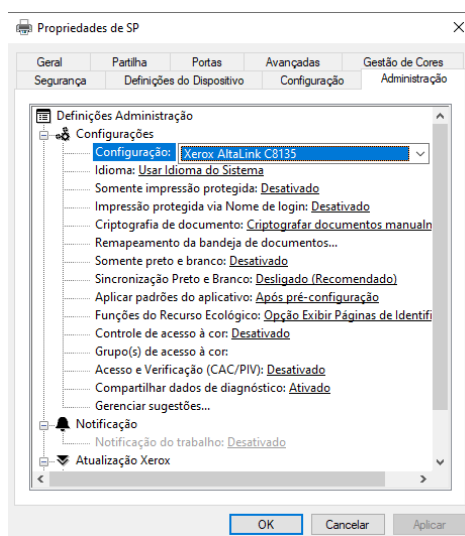 Propriedades de SP
Geral Partilha Portas Avançadas Gestão de Cores
Segurança Definições do Dispositivo Configuração Administração
Definições Administração
Configurações
Configuração: Xerox AltaLink C8135
Idioma: Usar Idioma do Sistema
Somente impressão protegida: Desativado
Impressão protegida via Nome de login: Desativado
Criptografia de documento: Criptografar documentos manualn
Remapeamento da bandeja de documentos...
Somente preto e branco: Desativado
Sincronização Preto e Branco: Desligado (Recomendado)
Aplicar padrões do aplicativo: Após pré-configuração
Funções do Recurso Ecológico: Opção Exibir Páginas de Identifi
Controle de acesso à cor: Desativado
Grupo(s) de acesso à cor:
Acesso e Verificação (CAC/PIV): Desativado
Compartilhar dados de diagnóstico: Ativado
Gerenciar sugestões...
Notificação
Notificação do trabalho: Desativado
Atualização Xerox
OK Cancelar Aplicar